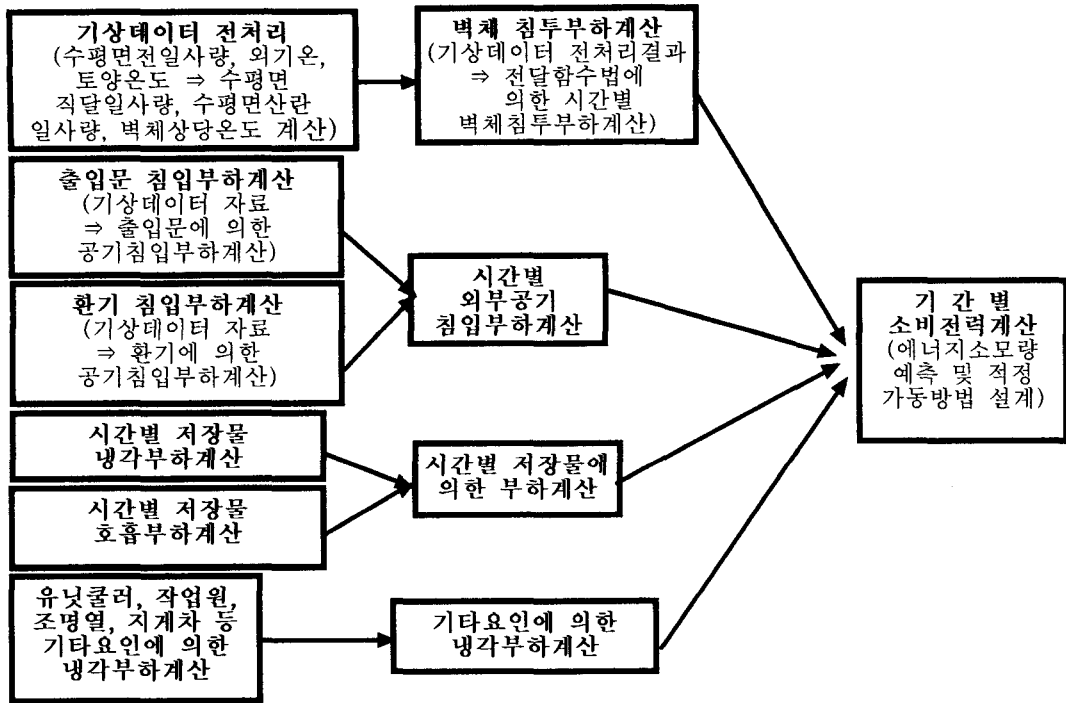 기상데이터 전처리
(수평면전일사량, 외기온,
토양온도 ⇒ 수평면
직달일사량, 수평면산란
일사량, 벽체상당온도 계산)
벽체 침투부하계산
(기상데이터 전처리결과
⇒ 전달함수법에
의한 시간별
벽체침투부하계산)
출입문 침입부하계산
(기상데이터 자료
⇒ 출입문에 의한
공기침입부하계산)
환기 침입부하계산
(기상데이터 자료
⇒ 환기에 의한
공기침입부하계산)
시간별
외부공기
침입부하계산
시간별 저장물
냉각부하계산
시간별 저장물
호흡부하계산
시간별 저장물에
의한 부하계산
유닛쿨러, 작업원,
조명열, 지게차 등
기타요인에 의한
냉각부하계산
기타요인에 의한
냉각부하계산
기 간 별
소비전력계산
(에너지소모량
예측 및 적정
가동방법 설계)